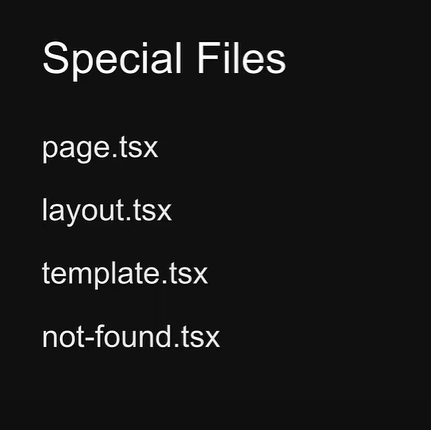 Special Files
page.tsx
layout.tsx
template.tsx
not-found.tsx